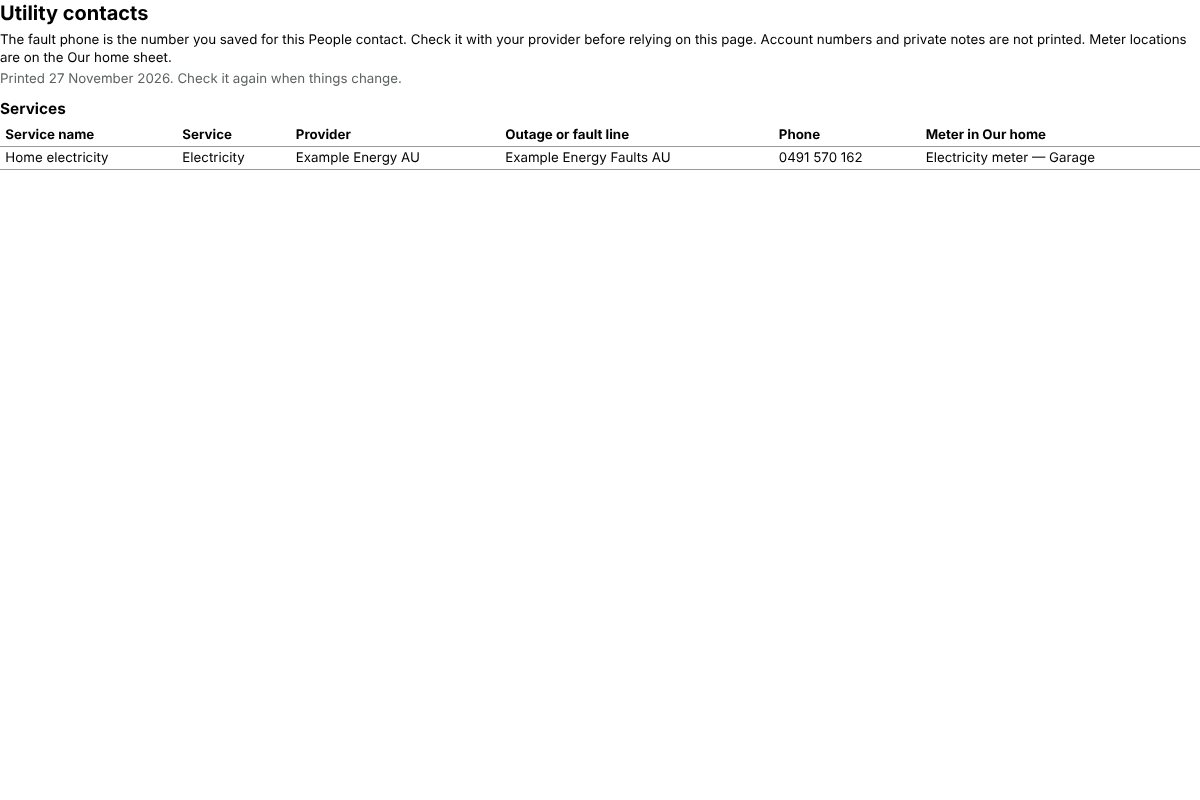 Utility contacts
The fault phone is the number you saved for this People contact. Check it with your provider before relying on this page. Account numbers and private notes are not printed. Meter locations
are on the Our home sheet.
Printed 27 November 2026. Check it again when things change.
Services
Service name Service Provider Outage or fault line Phone Meter in Our home
Home electricity Electricity Example Energy AU Example Energy Faults AU 0491 570 162 Electricity meter — Garage